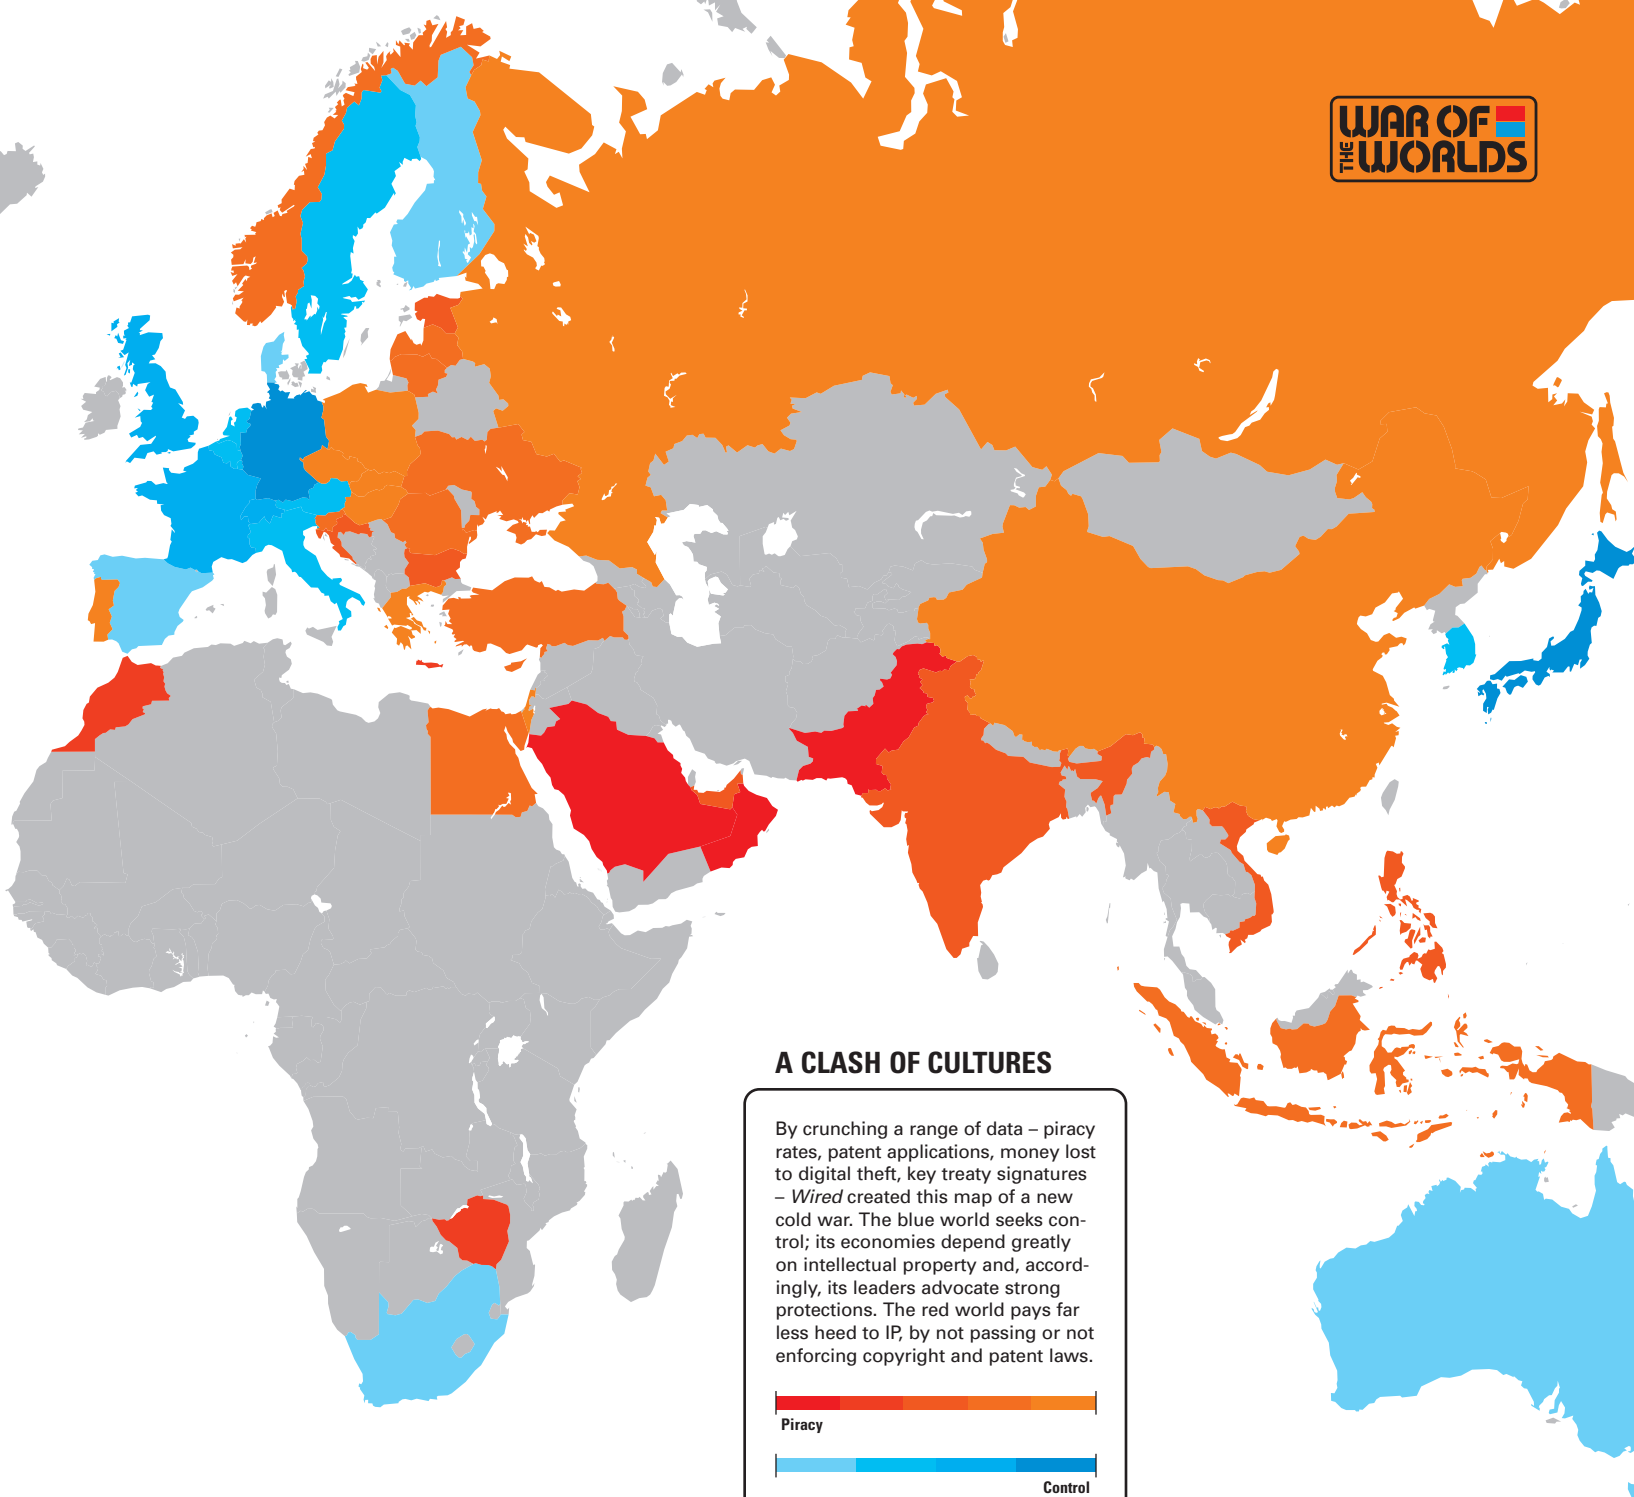 WAR OF
THE WORLDS
A CLASH OF CULTURES
By crunching a range of data – piracy
rates, patent applications, money lost
to digital theft, key treaty signatures
– Wired created this map of a new
cold war. The blue world seeks con-
trol; its economies depend greatly
on intellectual property and, accord-
ingly, its leaders advocate strong
protections. The red world pays far
less heed to IP, by not passing or not
enforcing copyright and patent laws.
Piracy
Control